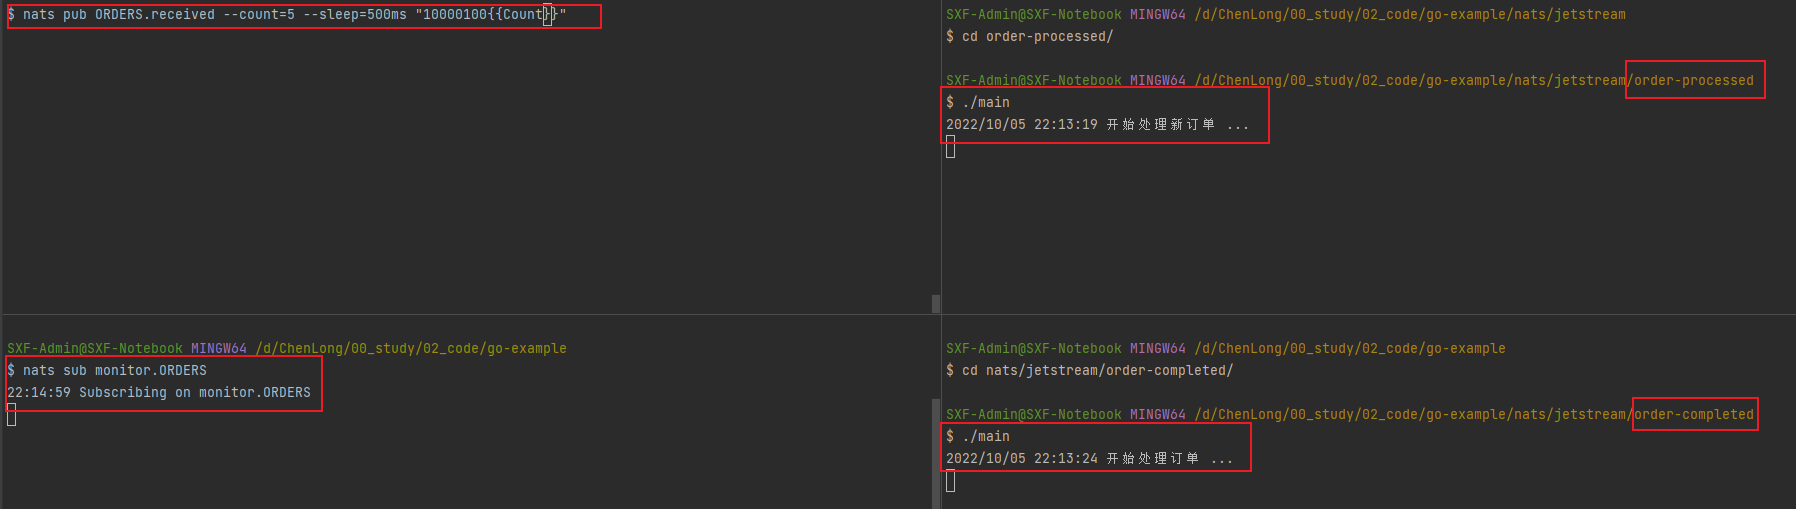 $ nats pub ORDERS.received --count=5 --sleep=500ms "10000100{{Count}}"
SXF-Admin@SXF-Notebook MINGW64 /d/ChenLong/00_study/02_code/go-example/nats/jetstream
$ cd order-processed/
SXF-Admin@SXF-Notebook MINGW64 /d/ChenLong/00_study/02_code/go-example/nats/jetstream/order-processed
$ ./main
2022/10/05 22:13:19 开始处理新订单 ...
SXF-Admin@SXF-Notebook MINGW64 /d/ChenLong/00_study/02_code/go-example
$ nats sub monitor.ORDERS
22:14:59 Subscribing on monitor.ORDERS
SXF-Admin@SXF-Notebook MINGW64 /d/ChenLong/00_study/02_code/go-example
$ cd nats/jetstream/order-completed/
SXF-Admin@SXF-Notebook MINGW64 /d/ChenLong/00_study/02_code/go-example/nats/jetstream/order-completed
$ ./main
2022/10/05 22:13:24 开始处理订单 ...